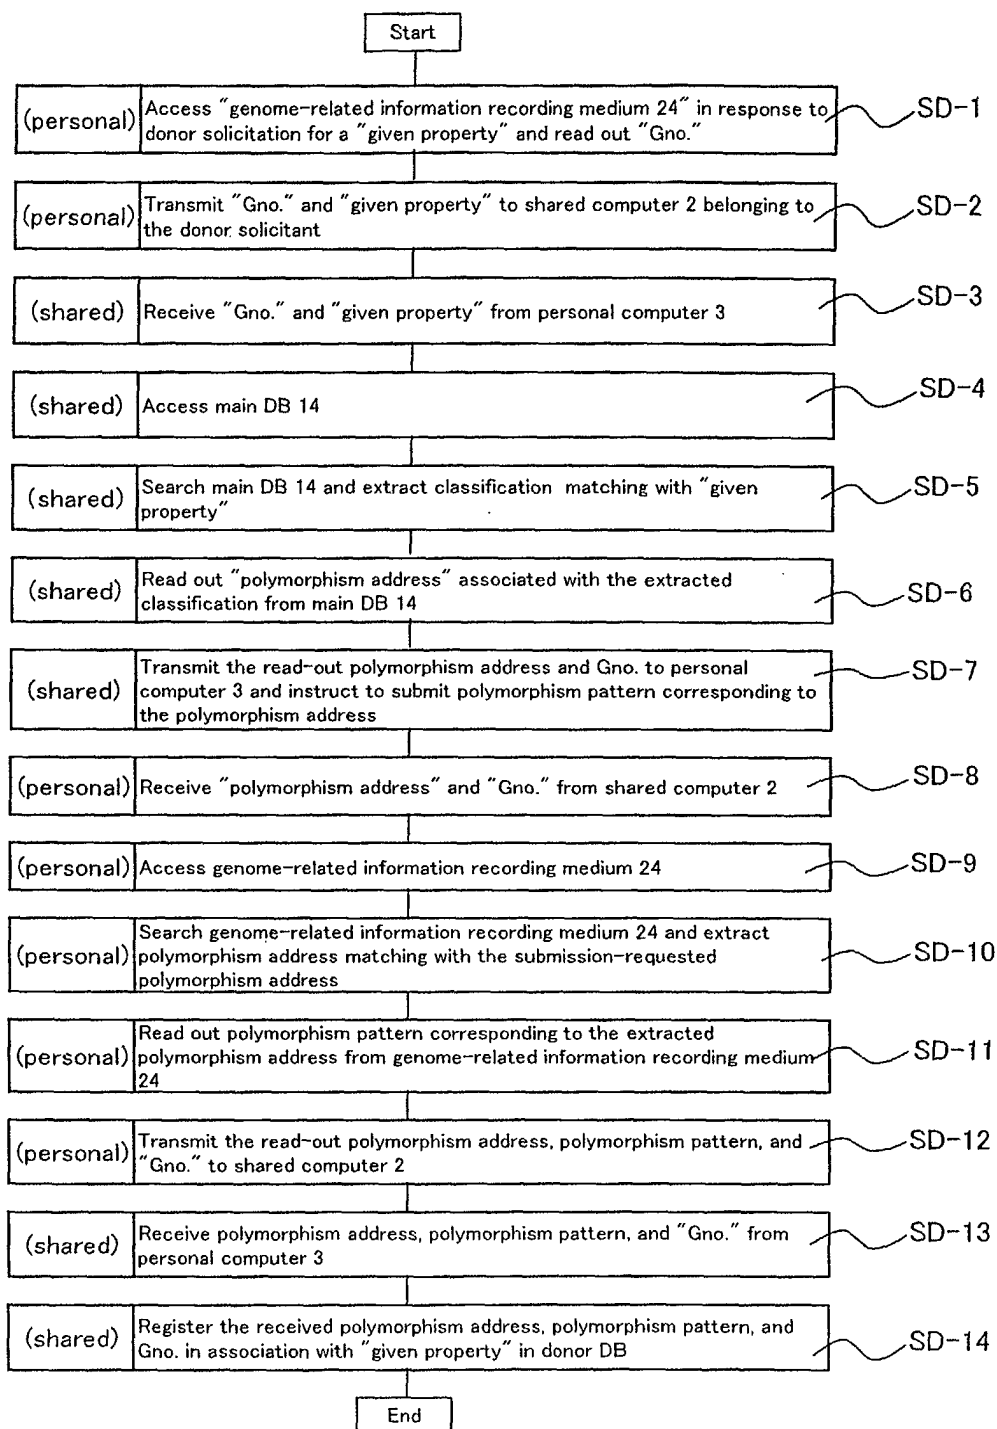 Start
(personal) Access "genome-related information recording medium 24" in response to
donor solicitation for a "given property" and read out "Gno."
SD-1
(personal) Transmit "Gno." and "given property" to shared computer 2 belonging to
the donor solicitant
SD-2
(shared) Receive "Gno." and "given property" from personal computer 3
SD-3
(shared) Access main DB 14
SD-4
(shared) Search main DB 14 and extract classification matching with "given
property"
SD-5
(shared) Read out "polymorphism address" associated with the extracted
classification from main DB 14
SD-6
(shared) Transmit the read-out polymorphism address and Gno. to personal
computer 3 and instruct to submit polymorphism pattern corresponding to
the polymorphism address
SD-7
(personal) Receive "polymorphism address" and "Gno." from shared computer 2
SD-8
(personal) Access genome-related information recording medium 24
SD-9
(personal) Search genome-related information recording medium 24 and extract
polymorphism address matching with the submission-requested
polymorphism address
SD-10
(personal) Read out polymorphism pattern corresponding to the extracted
polymorphism address from genome-related information recording medium
24
SD-11
(personal) Transmit the read-out polymorphism address, polymorphism pattern, and
"Gno." to shared computer 2
SD-12
(shared) Receive polymorphism address, polymorphism pattern, and "Gno." from
personal computer 3
SD-13
(shared) Register the received polymorphism address, polymorphism pattern, and
Gno. in association with "given property" in donor DB
SD-14
End